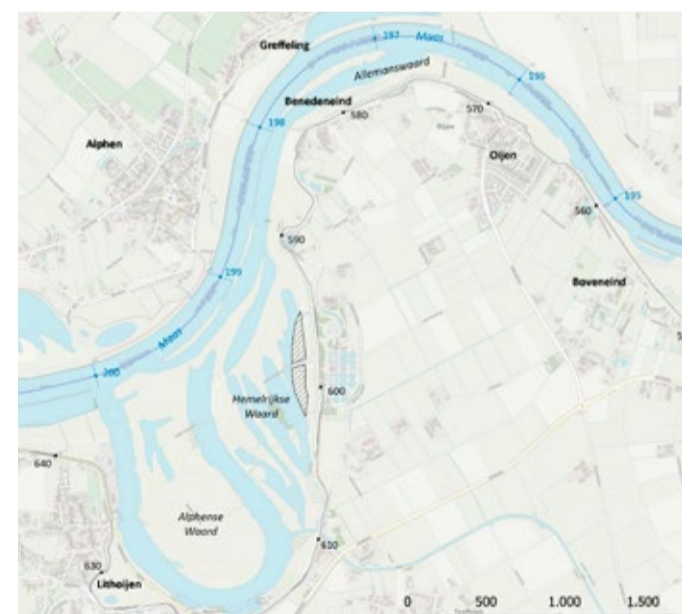 Greffeling
197
Maas
196
Allemanswaard
Benedeneind
580
570
198
Alphen
Oijen
195
560
590
Boveneind
199
Maas
200
600
Hemelrijkse
Waard
640
Alphense
Waard
610
630
Lithoijen
0 500 1.000 1.500